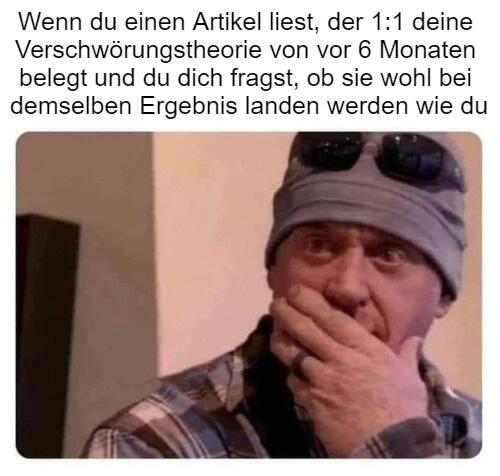 Wenn du einen Artikel liest, der 1:1 deine
Verschwörungstheorie von vor 6 Monaten
belegt und du dich fragst, ob sie wohl bei
demselben Ergebnis landen werden wie du